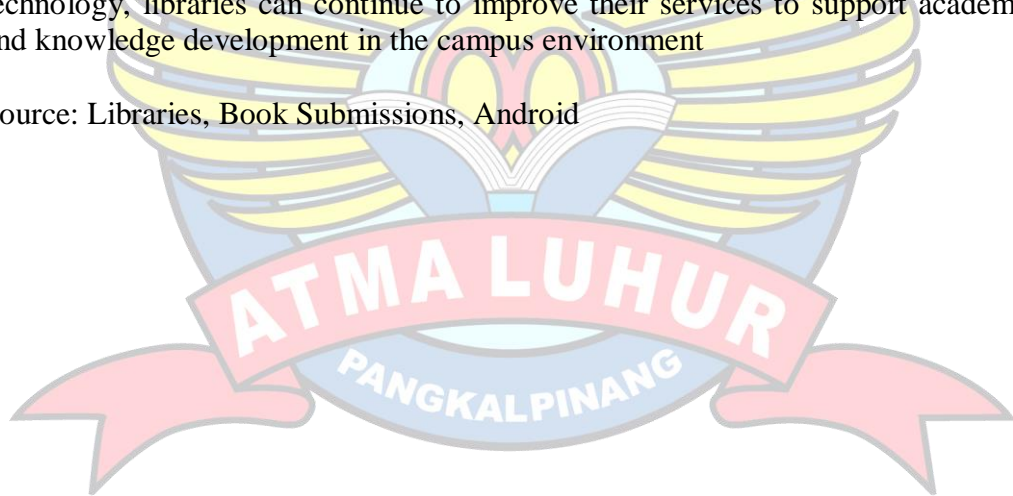 echnology, libraries can continue to improve their services to support academ
nd knowledge development in the campus environment
ource: Libraries, Book Submissions, Android
ATMA LUHUR
PANGKALPINANG